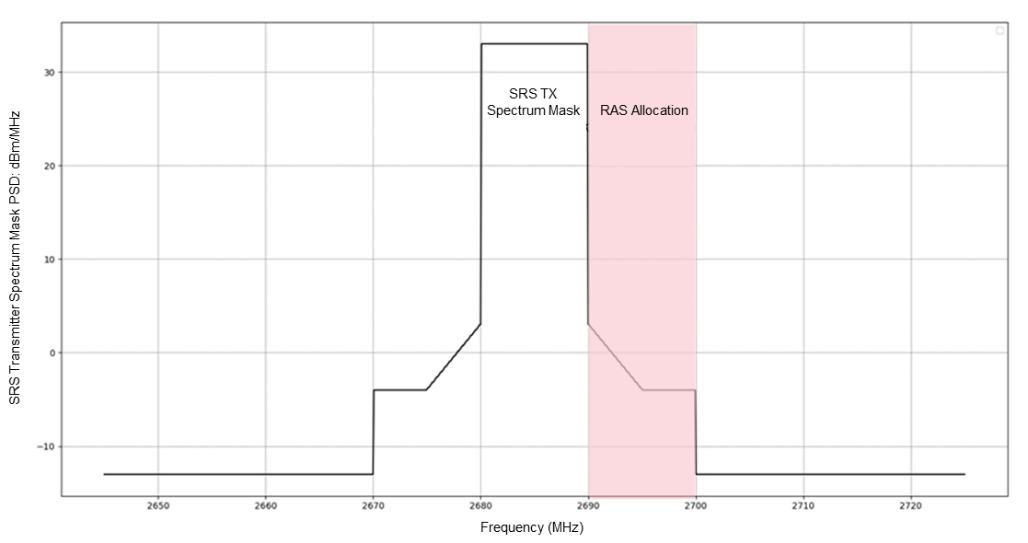 SRS Transmitter Spectrum Mask PSD: dBm/MHz
30
20
10
0
−10
SRS TX
Spectrum Mask
RAS Allocation
2650
2660
2670
2680
2690
2700
2710
2720
Frequency (MHz)